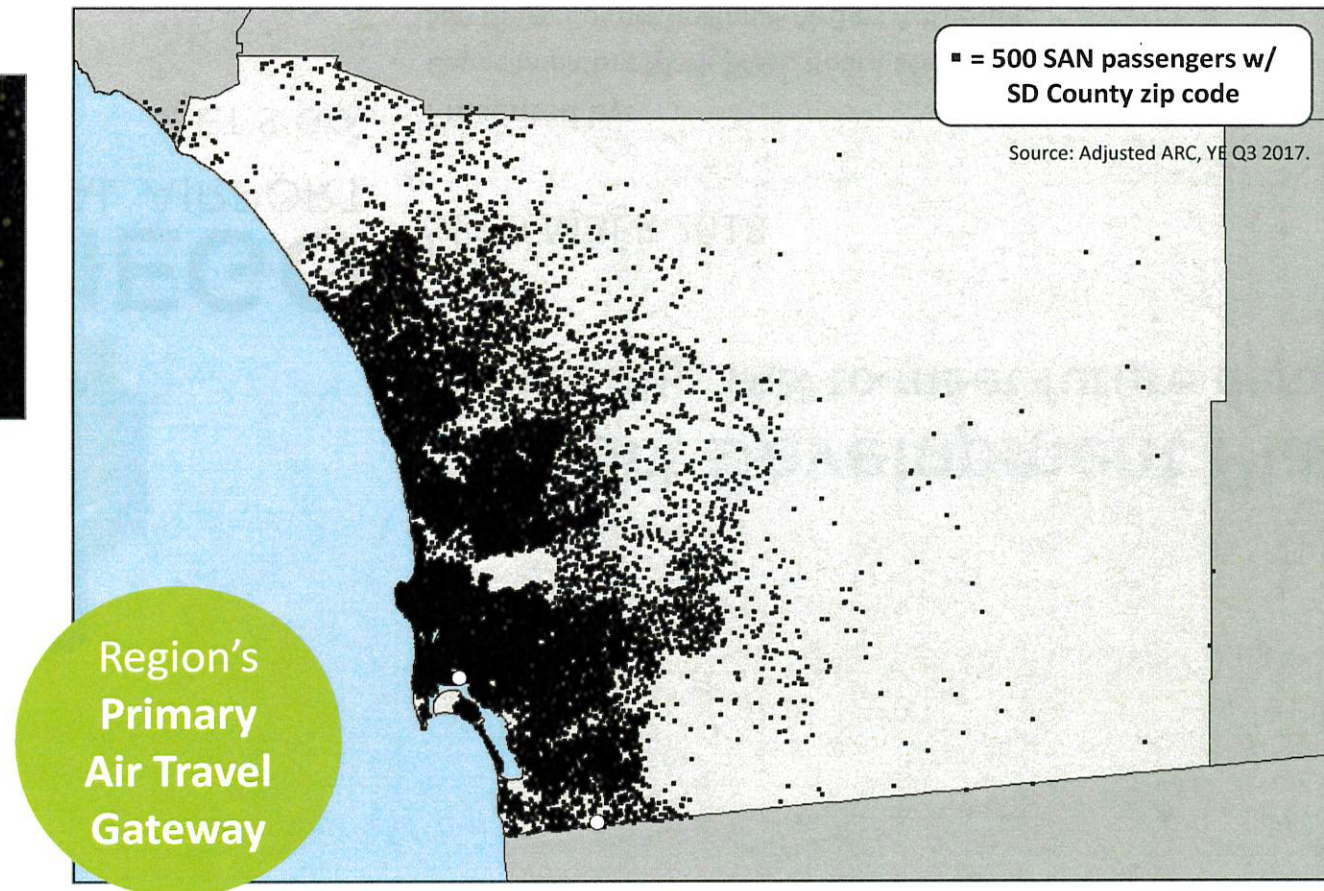 ▪ = 500 SAN passengers w/
SD County zip code
Source: Adjusted ARC, YE Q3 2017.
Region's
Primary
Air Travel
Gateway